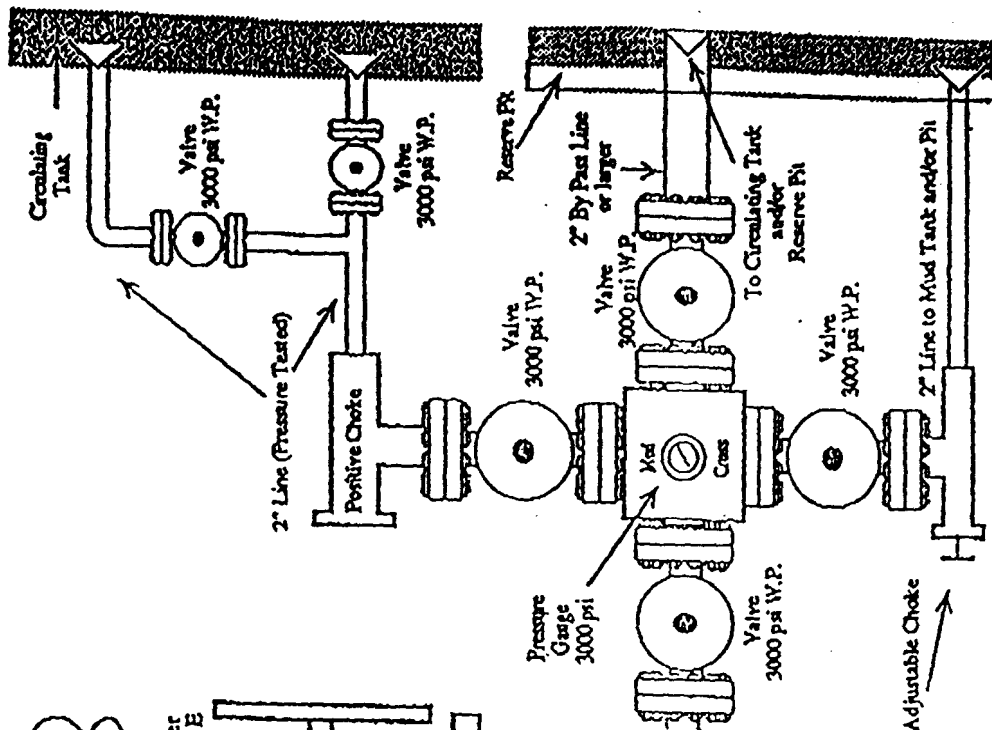 Circulating
Tank
Valve
3000 psi W.P.
Valve
3000 psi W.P.
2" Line (Pressure Tested)
Positive Choke
Valve
3000 psi W.P.
Reserve Pit
2" By Pass Line
or larger
Valve
3000 psi W.P.
To Circulating Tank
and/or
Reserve Pit
Pressure
Gauge
3000 psi
Mud
Cross
Valve
3000 psi W.P.
Valve
3000 psi W.P.
2" Line to Mud Tank and/or Pit
Adjustable Choke
er
E